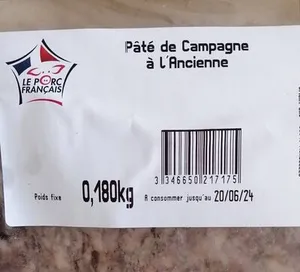 Pâté de Campagne
à l'Ancienne
LE PORC
FRANÇAIS
3 346650 217175
Poids fixe 0,180kg A consommer jusqu'au 20/06/24